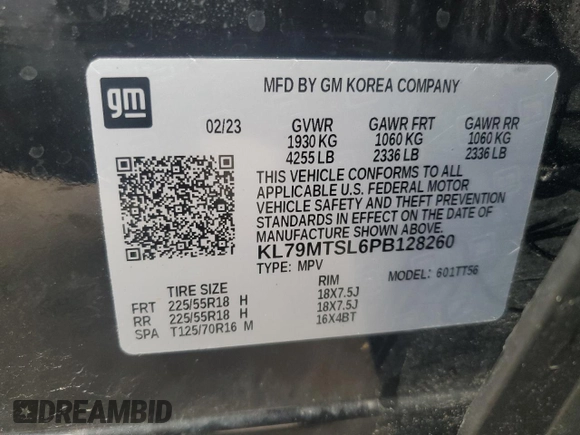 gm
MFD BY GM KOREA COMPANY
02/23 GVWR GAWR FRT GAWR RR
1930 KG 1060 KG 1060 KG
4255 LB 2336 LB 2336 LB
THIS VEHICLE CONFORMS TO ALL
APPLICABLE U.S. FEDERAL MOTOR
VEHICLE SAFETY AND THEFT PREVENTION
STANDARDS IN EFFECT ON THE DATE OF
MANUFACTURE SHOWN ABOVE.
KL79MTSL6PB128260
TYPE: MPV MODEL: 601TT56
TIRE SIZE RIM
FRT 225/55R18 H 18X7.5J
RR 225/55R18 H 18X7.5J
SPA T125/70R16 M 16X4BT
DREAMBID